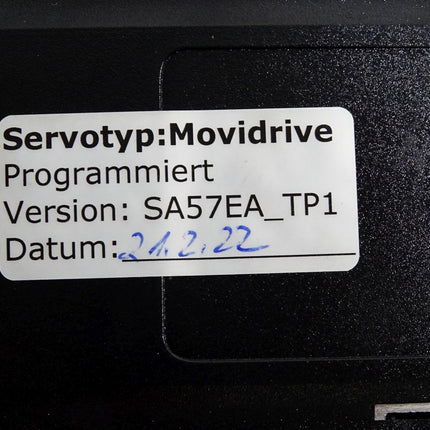 Servotyp:Movidrive
Programmiert
Version: SA57EA_TP1
Datum: 21.2.22